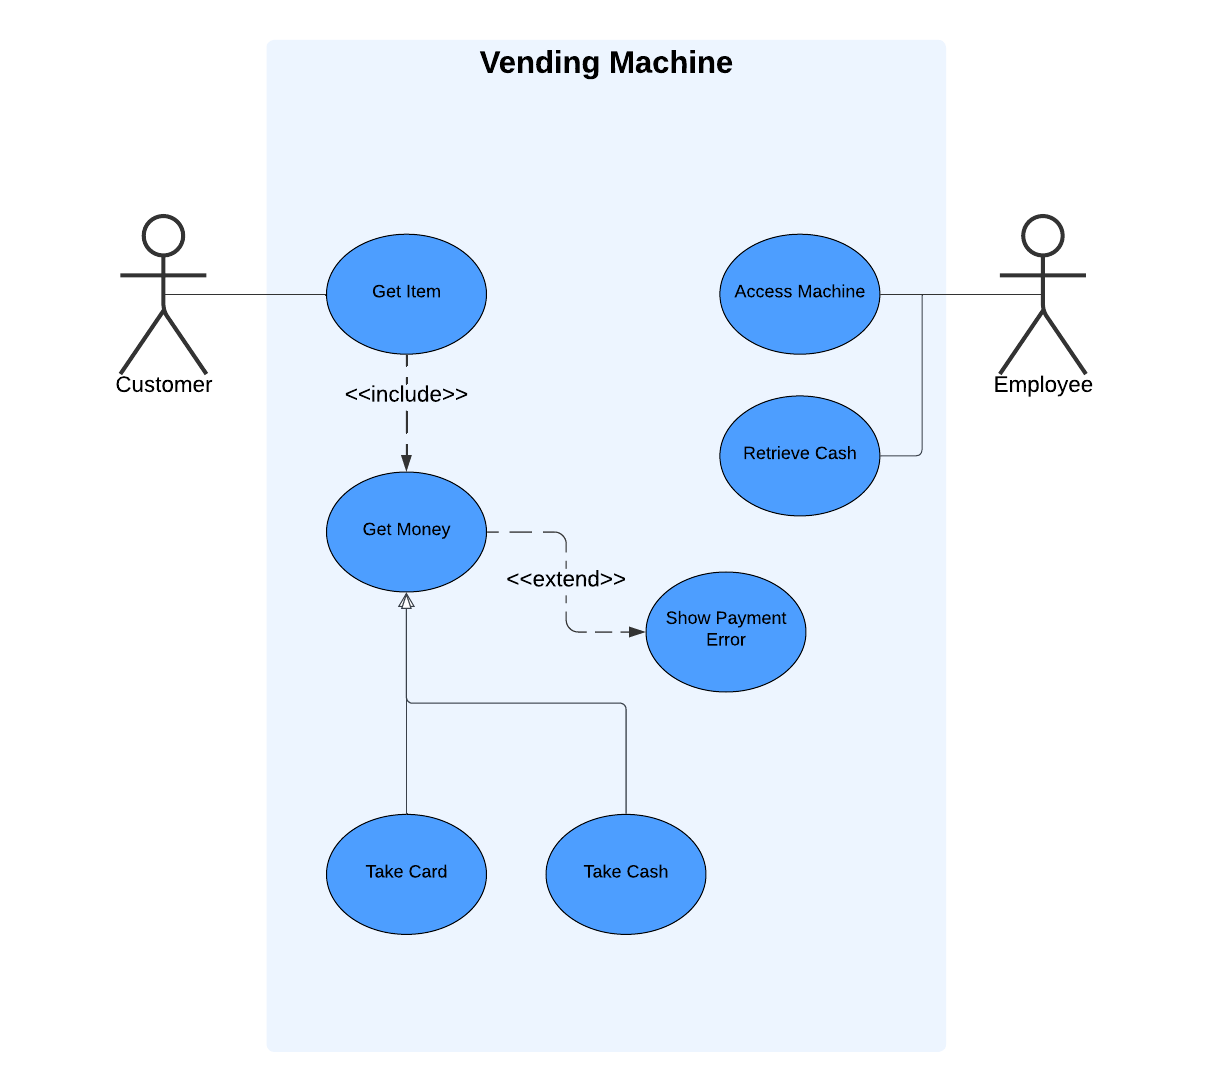 Vending Machine
Get Item
Access Machine
Customer
Employee
<<include>>
Retrieve Cash
Get Money
<<extend>>
Show Payment
Error
Take Card
Take Cash